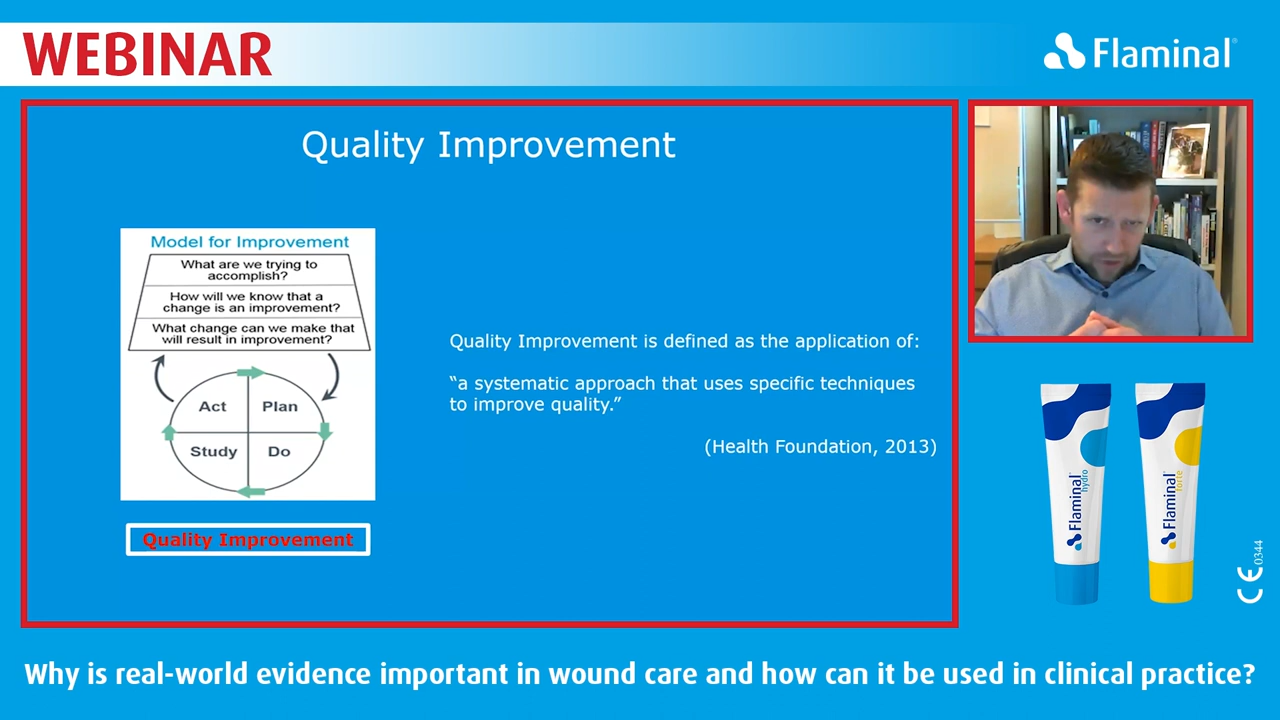 WEBINAR
Flaminal®
Quality Improvement
Model for Improvement
What are we trying to
accomplish?
How will we know that a
change is an improvement?
What change can we make that
will result in improvement?
Act
Plan
Study
Do
Quality Improvement
Quality Improvement is defined as the application of:
“a systematic approach that uses specific techniques
to improve quality.”
(Health Foundation, 2013)
Flaminal®
hydro
Flaminal®
forte
CE 0344
Why is real-world evidence important in wound care and how can it be used in clinical practice?